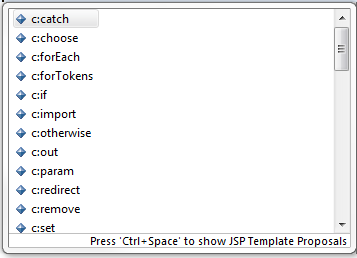 c:catch
c:choose
c:forEach
c:forTokens
c:if
c:import
c:otherwise
c:out
c:param
c:redirect
c:remove
c:set
Press 'Ctrl+Space' to show JSP Template Proposals